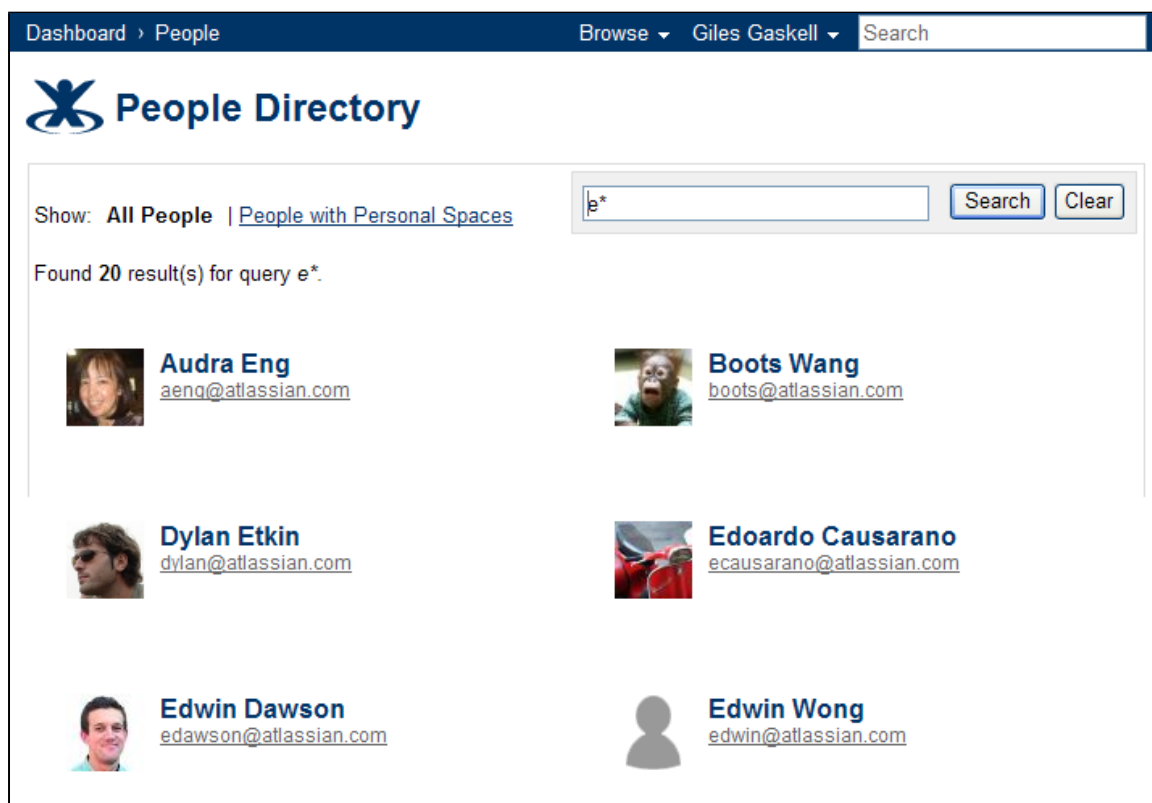 Dashboard › People Browse Giles Gaskell Search
People Directory
Show: All People | People with Personal Spaces e* Search Clear
Found 20 result(s) for query e*.
Audra Eng Boots Wang
aeng@atlassian.com boots@atlassian.com
Dylan Etkin Edoardo Causarano
dylan@atlassian.com ecausarano@atlassian.com
Edwin Dawson Edwin Wong
edawson@atlassian.com edwin@atlassian.com